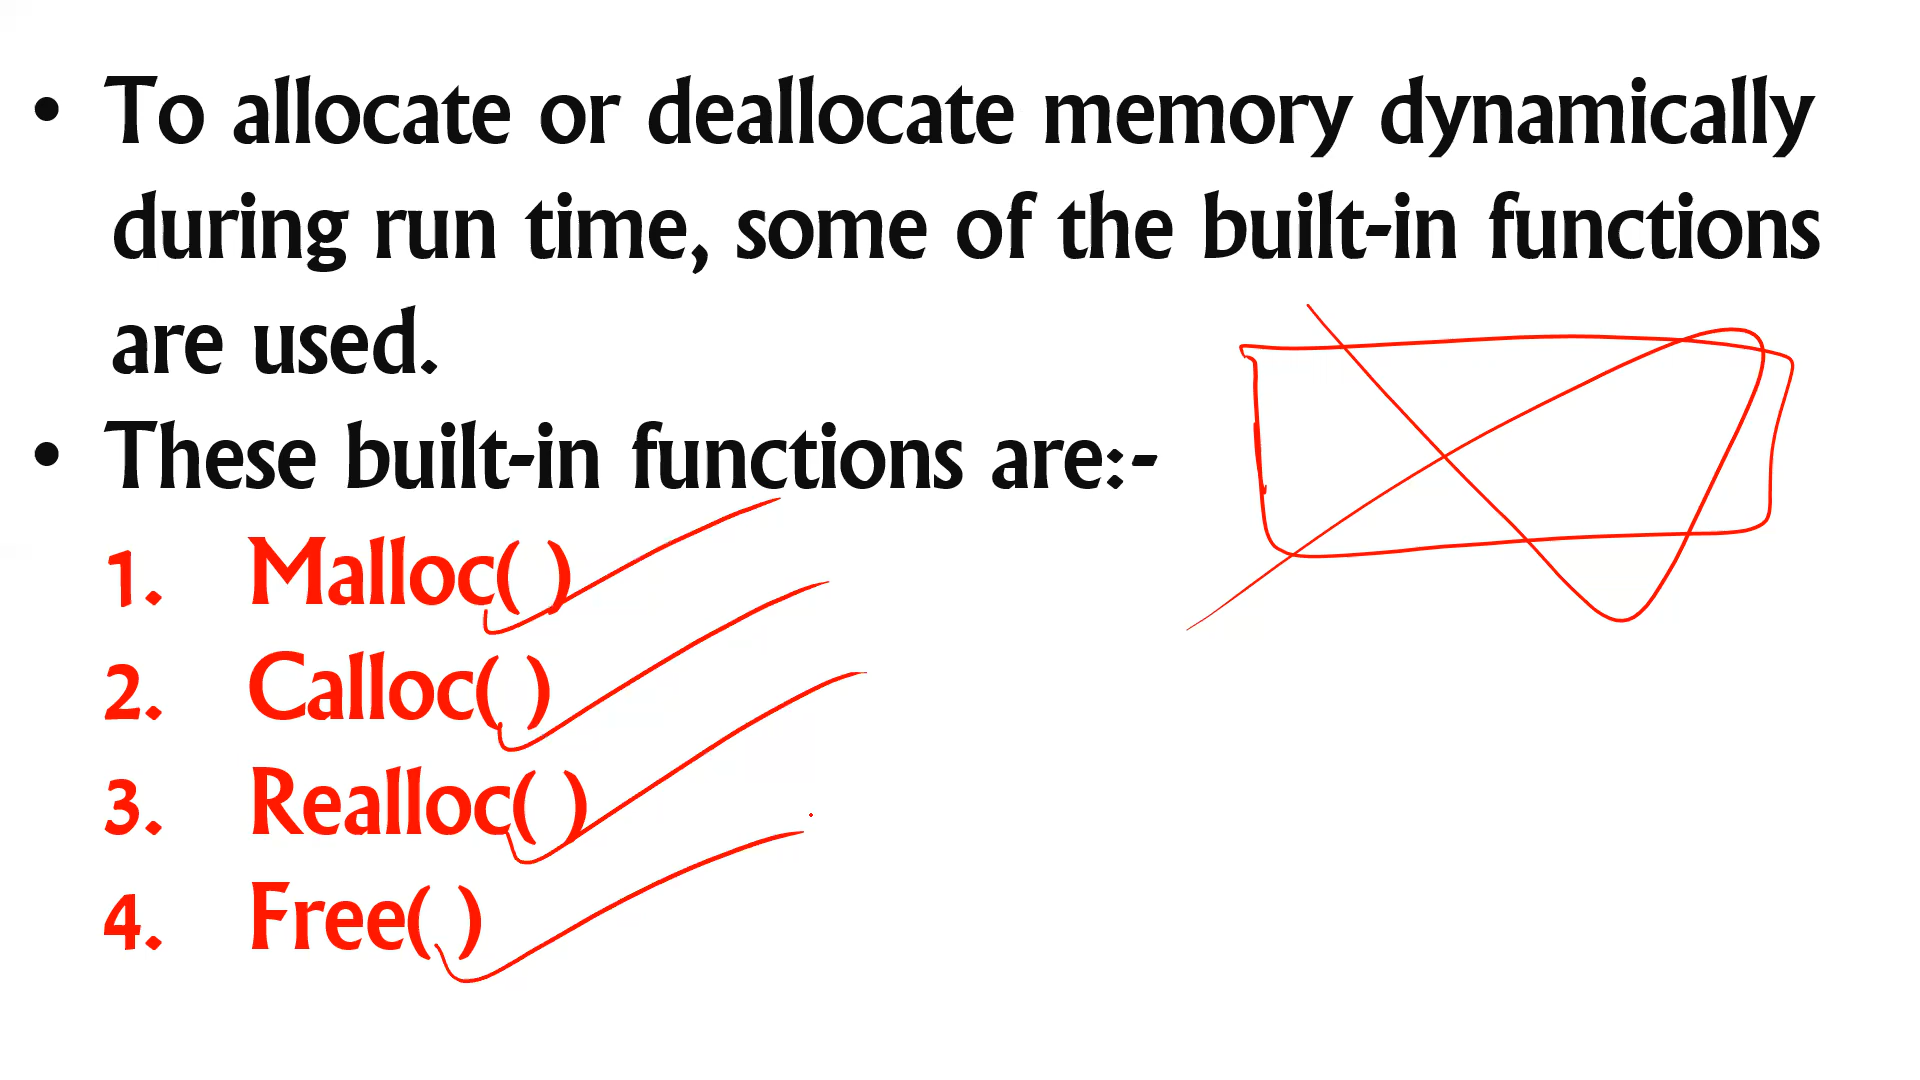 • To allocate or deallocate memory dynamically
during run time, some of the built-in functions
are used.
• These built-in functions are:-
1. Malloc( )
2. Calloc( )
3. Realloc( )
4. Free( )